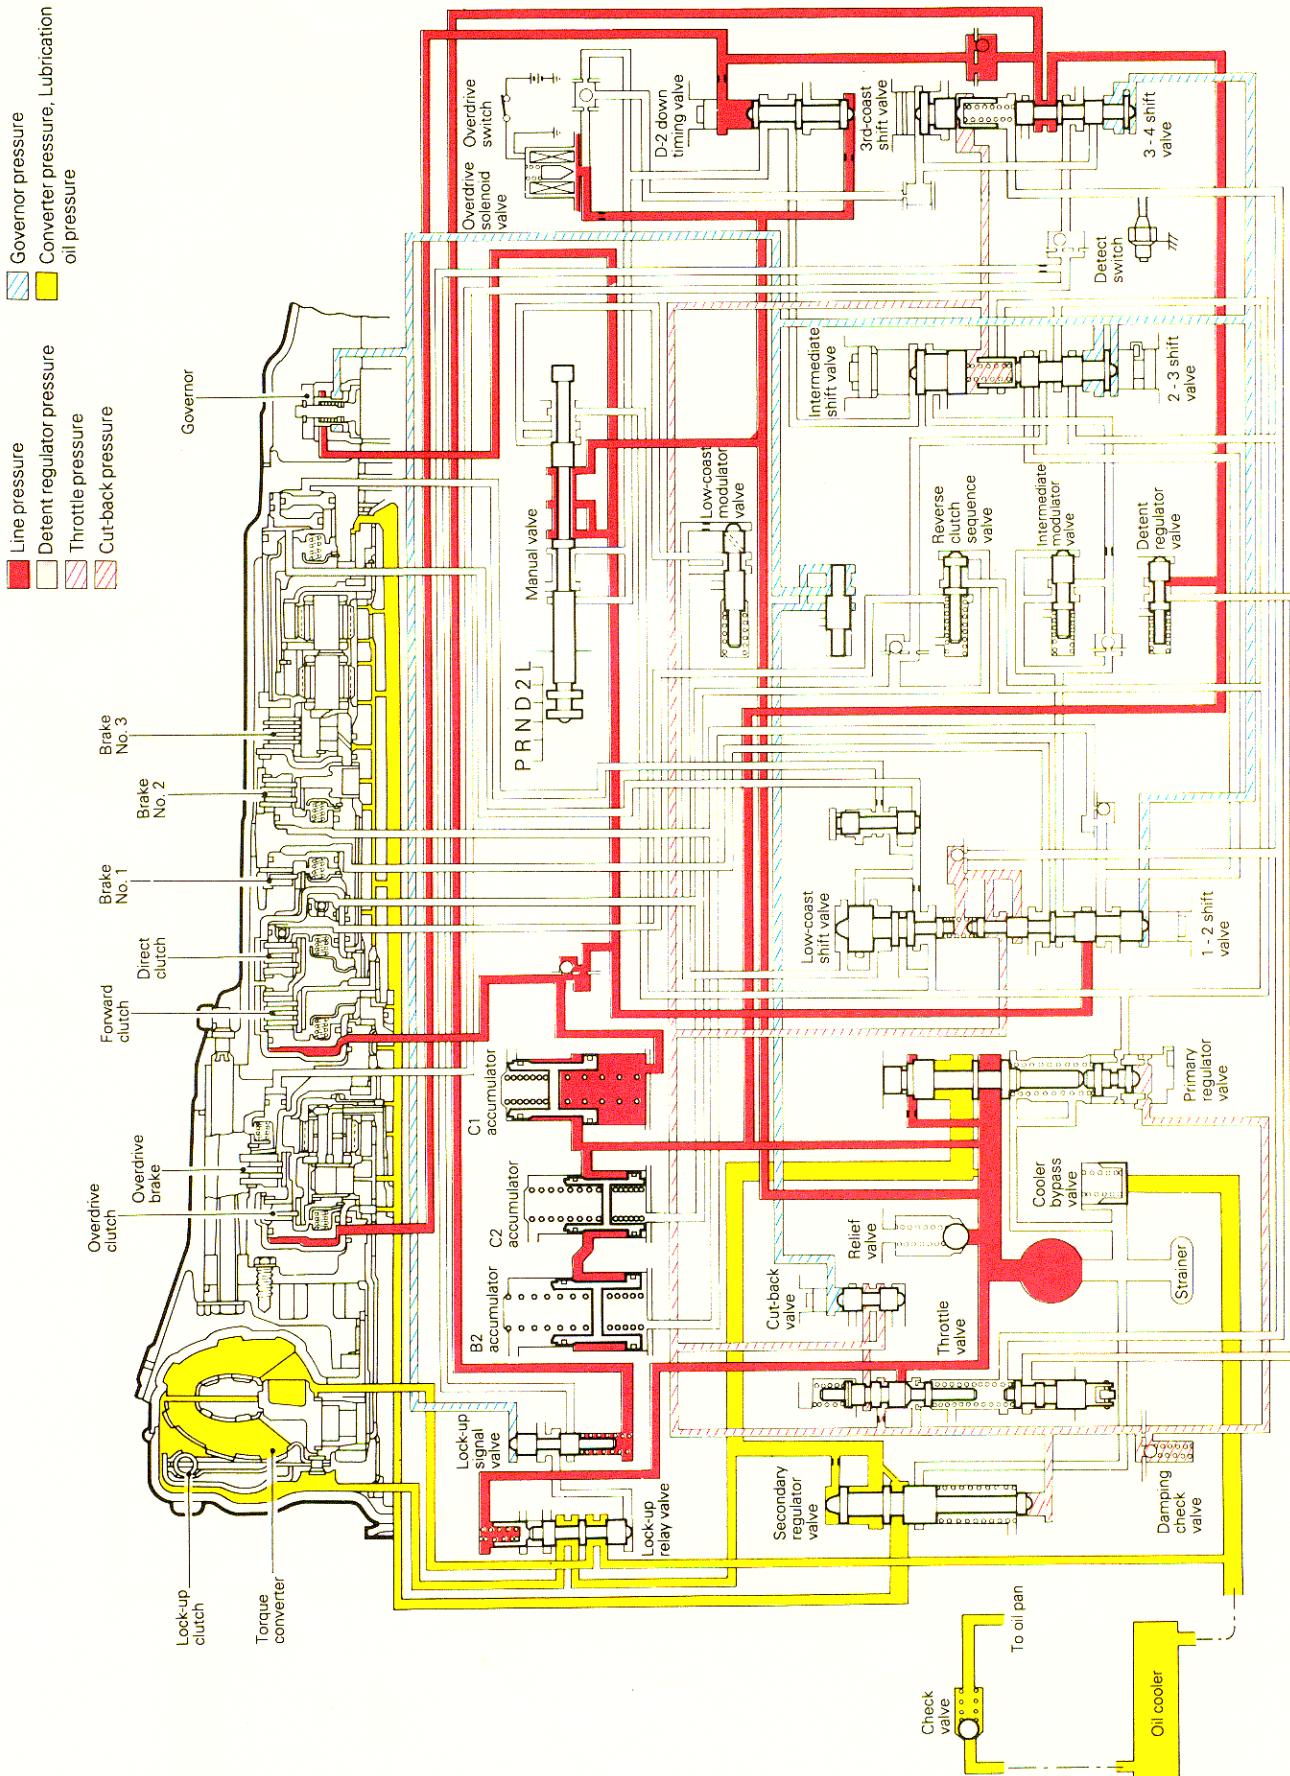 Line pressure
Detent regulator pressure
Throttle pressure
Cut-back pressure
Governor pressure
Converter pressure, Lubrication
oil pressure
Lock-up
clutch
Torque
converter
Overdrive
clutch
Overdrive
brake
Forward
clutch
Direct
clutch
Brake
No. 1
Brake
No. 2
Brake
No. 3
Governor
Lock-up
relay valve
Lock-up
signal
valve
B2
accumulator
C2
accumulator
C1
accumulator
P R N D 2 L
Manual valve
Overdrive
solenoid
valve
Overdrive
switch
D-2 down
timing valve
3rd-coast
shift valve
3 - 4 shift
valve
Detect
switch
Intermediate
shift valve
2 - 3 shift
valve
Low-coast
modulator
valve
Reverse
clutch
sequence
valve
Intermediate
modulator
valve
Detent
regulator
valve
Low-coast
shift valve
1 - 2 shift
valve
Primary
regulator
valve
Cooler
bypass
valve
Relief
valve
Strainer
Cut-back
valve
Throttle
valve
Secondary
regulator
valve
Damping
check
valve
Check
valve
To oil pan
Oil cooler